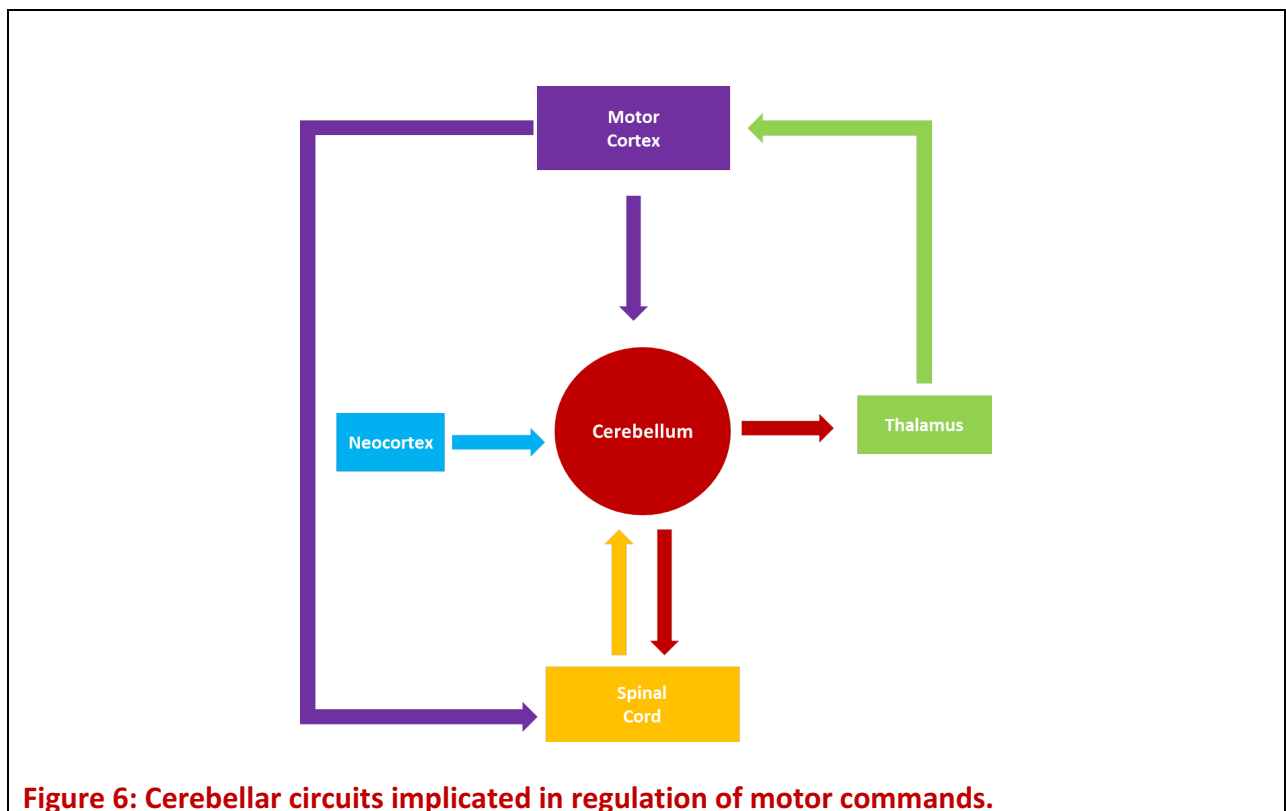 Motor
Cortex
Neocortex
Cerebellum
Thalamus
Spinal
Cord
Figure 6: Cerebellar circuits implicated in regulation of motor commands.